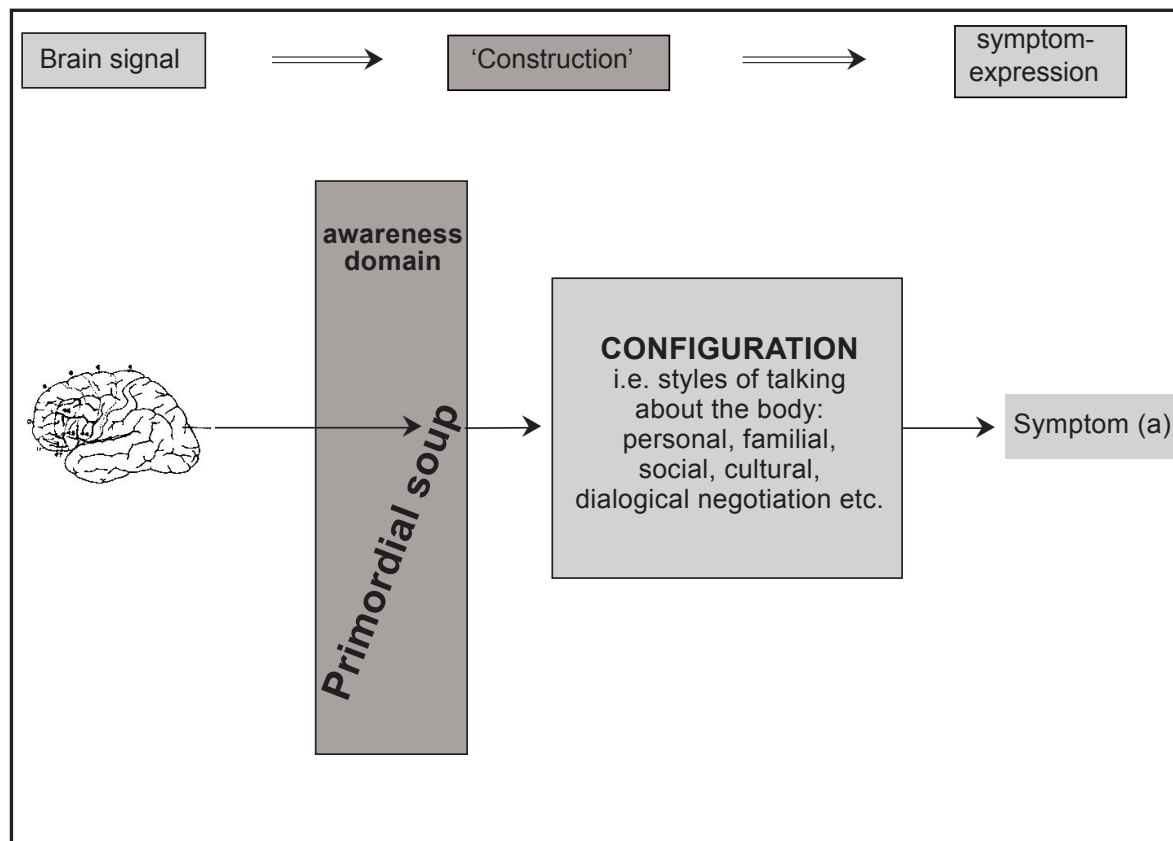 Brain signal
‘Construction’
symptom-
expression
awareness
domain
Primordial soup
CONFIGURATION
i.e. styles of talking
about the body:
personal, familial,
social, cultural,
dialogical negotiation etc.
Symptom (a)